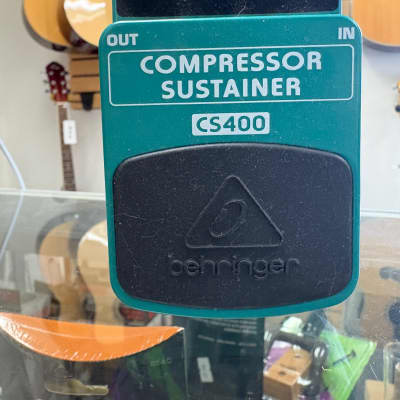 OUT IN
COMPRESSOR
SUSTAINER
CS400
behringer